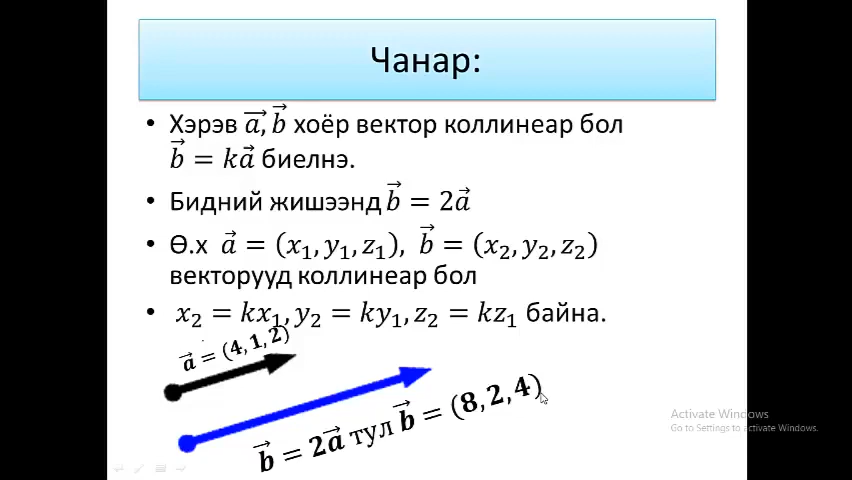 Чанар:
• Хэрэв a⃗, b⃗ хоёр вектор коллинеар бол
b⃗ = ka⃗ биелнэ.
• Бидний жишээнд b⃗ = 2a⃗
• Ө.х a⃗ = (x₁, y₁, z₁), b⃗ = (x₂, y₂, z₂)
векторууд коллинеар бол
• x₂ = kx₁, y₂ = ky₁, z₂ = kz₁ байна.
a⃗ = (4, 1, 2)
b⃗ = 2a⃗ тул b⃗ = (8, 2, 4)
Activate Windows
Go to Settings to activate Windows.